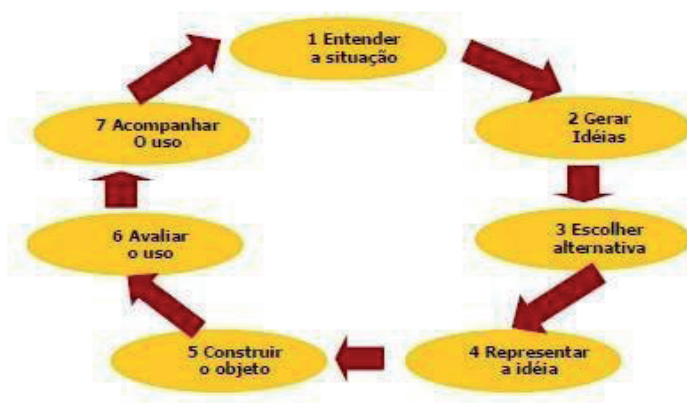 1 Entender
a situação
2 Gerar
Idéias
3 Escolher
alternativa
4 Representar
a idéia
5 Construir
o objeto
6 Avaliar
o uso
7 Acompanhar
O uso